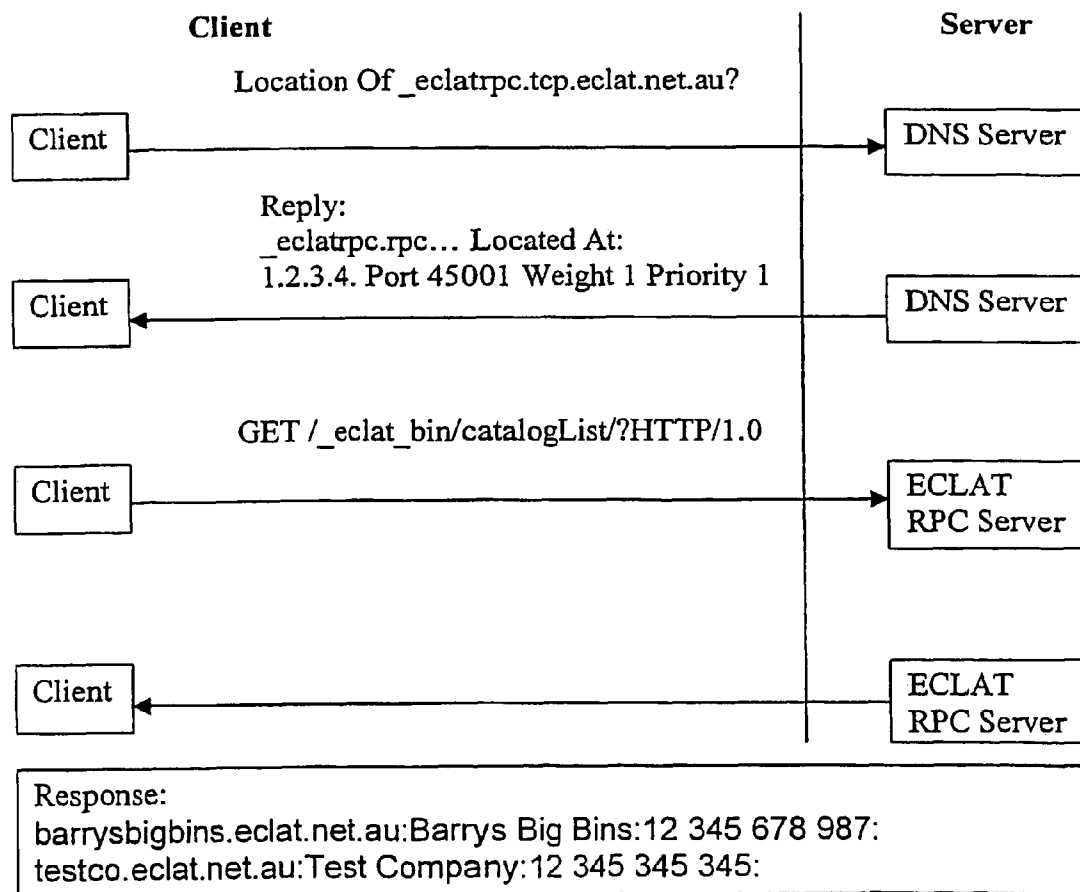 Client
Server
Location Of _eclatrpc.tcp.eclat.net.au?
Client
DNS Server
Reply:
_eclatrpc.rpc... Located At:
1.2.3.4. Port 45001 Weight 1 Priority 1
Client
DNS Server
GET /_eclat_bin/catalogList/?HTTP/1.0
Client
ECLAT
RPC Server
Client
ECLAT
RPC Server
Response:
barrysbigbins.eclat.net.au:Barrys Big Bins:12 345 678 987:
testco.eclat.net.au:Test Company:12 345 345 345: